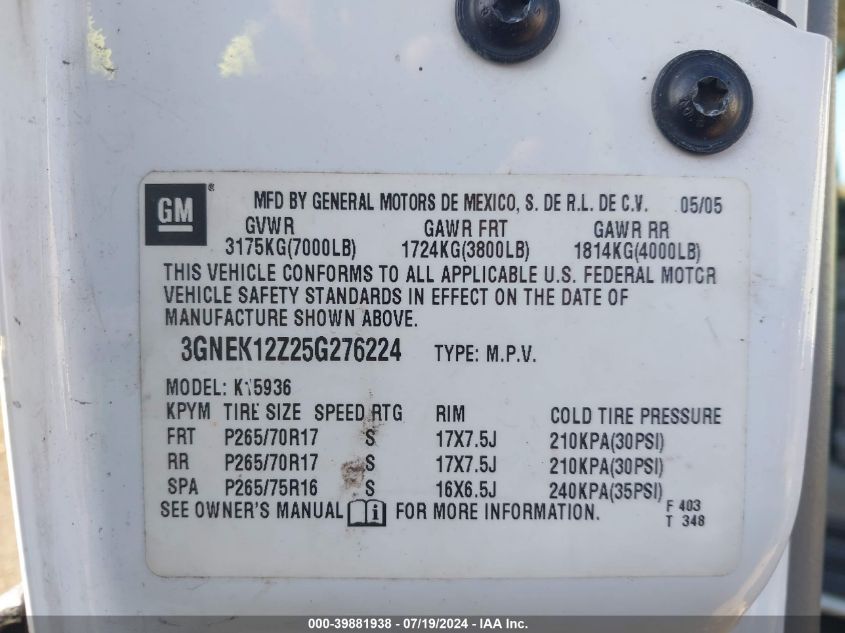 GM ® MFD BY GENERAL MOTORS DE MEXICO, S. DE R.L. DE C.V. 05/05
GVWR GAWR FRT GAWR RR
3175KG(7000LB) 1724KG(3800LB) 1814KG(4000LB)
THIS VEHICLE CONFORMS TO ALL APPLICABLE U.S. FEDERAL MOTOR
VEHICLE SAFETY STANDARDS IN EFFECT ON THE DATE OF
MANUFACTURE SHOWN ABOVE.
3GNEK12Z25G276224 TYPE: M.P.V.
MODEL: K15936
KPYM TIRE SIZE SPEED RTG RIM COLD TIRE PRESSURE
FRT P265/70R17 S 17X7.5J 210KPA(30PSI)
RR P265/70R17 S 17X7.5J 210KPA(30PSI)
SPA P265/75R16 S 16X6.5J 240KPA(35PSI)
SEE OWNER'S MANUAL i FOR MORE INFORMATION. F 403
T 348
000-39881938 - 07/19/2024 - IAA Inc.